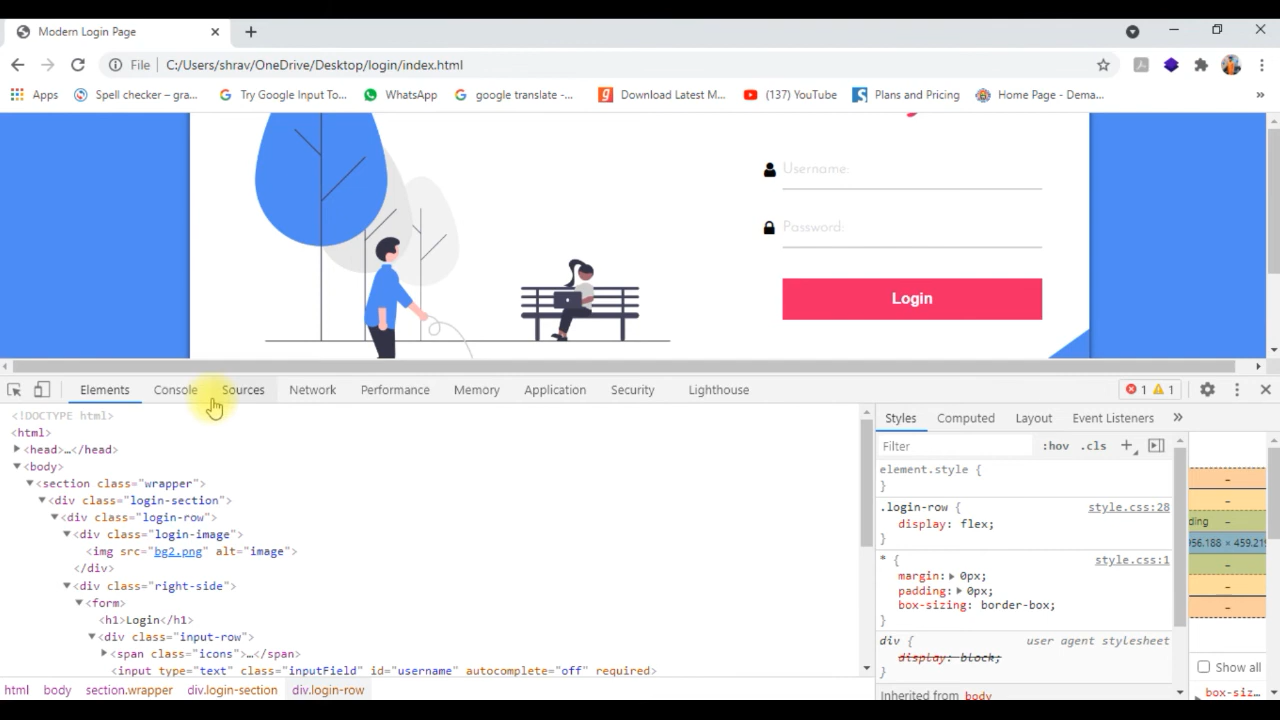 Modern Login Page
File C:/Users/shrav/OneDrive/Desktop/login/index.html
Apps Spell checker – gra... Try Google Input To... WhatsApp google translate -... Download Latest M... (137) YouTube Plans and Pricing Home Page - Dema... »
Username:
Password:
Login
Elements Console Sources Network Performance Memory Application Security Lighthouse 1 1
<!DOCTYPE html>
<html>
<head>…</head>
<body>
<section class="wrapper">
<div class="login-section">
<div class="login-row">
<div class="login-image">
<img src="bg2.png" alt="image">
</div>
<div class="right-side">
<form>
<h1>Login</h1>
<div class="input-row">
<span class="icons">…</span>
<input type="text" class="inputField" id="username" autocomplete="off" required>
html body section.wrapper div.login-section div.login-row
Styles Computed Layout Event Listeners »
Filter :hov .cls +
element.style {
}
.login-row { style.css:28
display: flex;
}
* { style.css:1
margin: 0px;
padding: 0px;
box-sizing: border-box;
}
div { user agent stylesheet
display: block;
}
Inherited from body
ding -
956.188 × 459.219
Show all
box-siz...